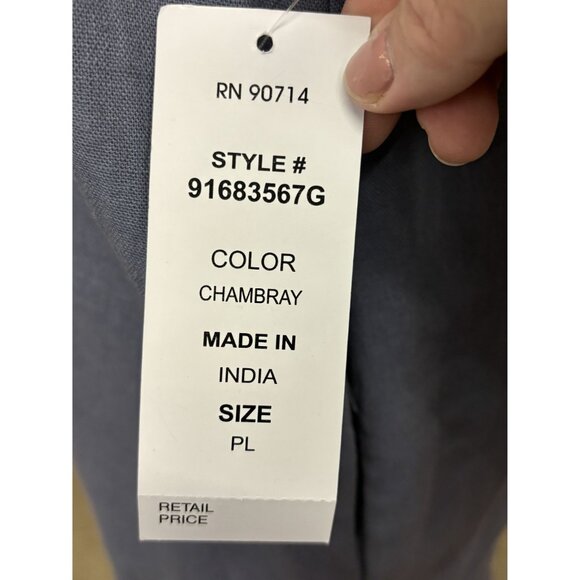 RN 90714
STYLE #
91683567G
COLOR
CHAMBRAY
MADE IN
INDIA
SIZE
PL
RETAIL
PRICE